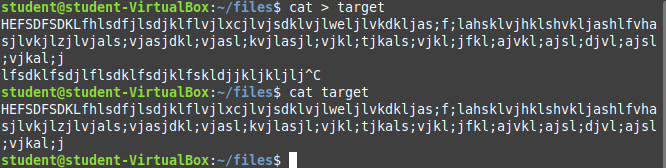 student@student-VirtualBox:~/files$ cat > target
HEFSDFSDKLfhlsdfjlsdjklflvjlxcjlvjsdklvjlweljlvkdkljas;f;lahsklvjhklshvkljashlfvha
sjlvkjlzjlvjals;vjasjdkl;vjasl;kvjlasjl;vjkl;tjkals;vjkl;jfkl;ajvkl;ajsl;djvl;ajsl
;vjkal;j
lfsdklfsdjlflsdklfsdjklfskldjjkljkljlj^C
student@student-VirtualBox:~/files$ cat target
HEFSDFSDKLfhlsdfjlsdjklflvjlxcjlvjsdklvjlweljlvkdkljas;f;lahsklvjhklshvkljashlfvha
sjlvkjlzjlvjals;vjasjdkl;vjasl;kvjlasjl;vjkl;tjkals;vjkl;jfkl;ajvkl;ajsl;djvl;ajsl
;vjkal;j
student@student-VirtualBox:~/files$